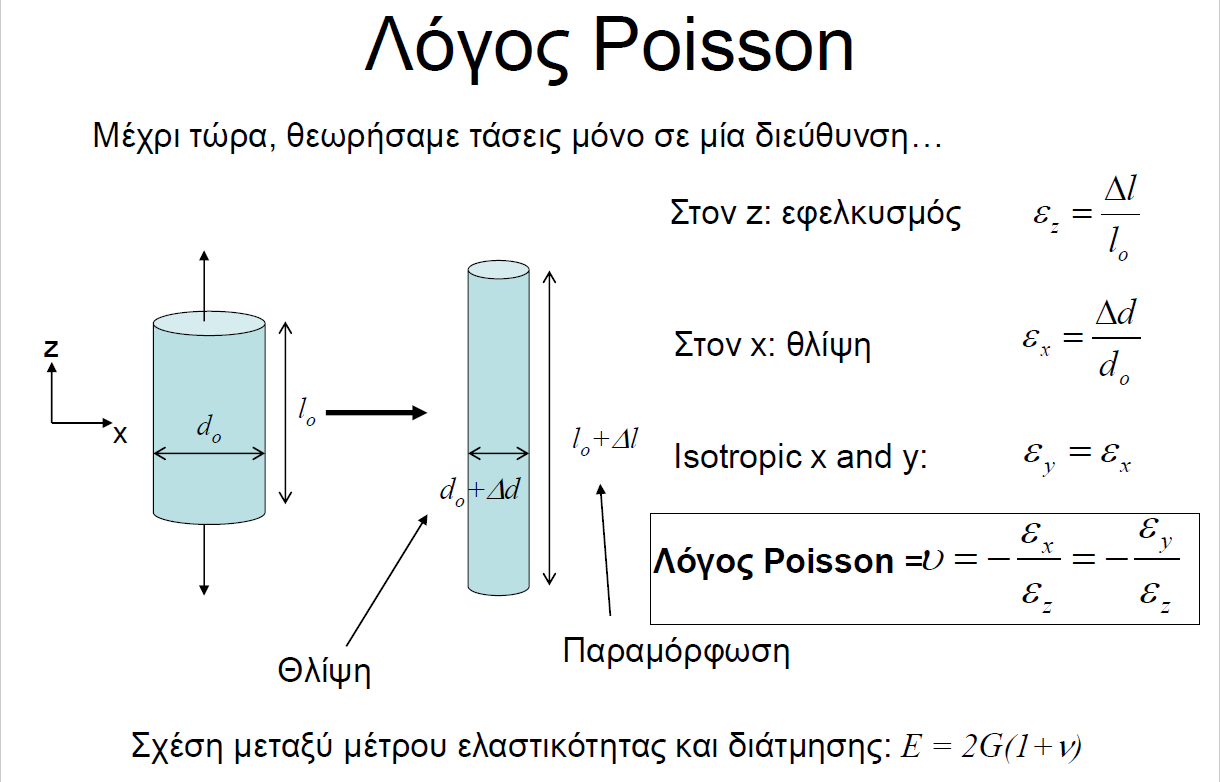 Λόγος Poisson
Μέχρι τώρα, θεωρήσαμε τάσεις μόνο σε μία διεύθυνση…
Στον z: εφελκυσμός ε_z = Δl / l_o
Στον x: θλίψη ε_x = Δd / d_o
Isotropic x and y: ε_y = ε_x
Λόγος Poisson = υ = − ε_x / ε_z = − ε_y / ε_z
z
x
d_o
l_o
l_o+Δl
d_o+Δd
Θλίψη
Παραμόρφωση
Σχέση μεταξύ μέτρου ελαστικότητας και διάτμησης: E = 2G(1+ν)